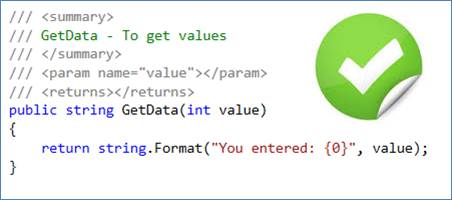 /// <summary>
/// GetData - To get values
/// </summary>
/// <param name="value"></param>
/// <returns></returns>
public string GetData(int value)
{
    return string.Format("You entered: {0}", value);
}